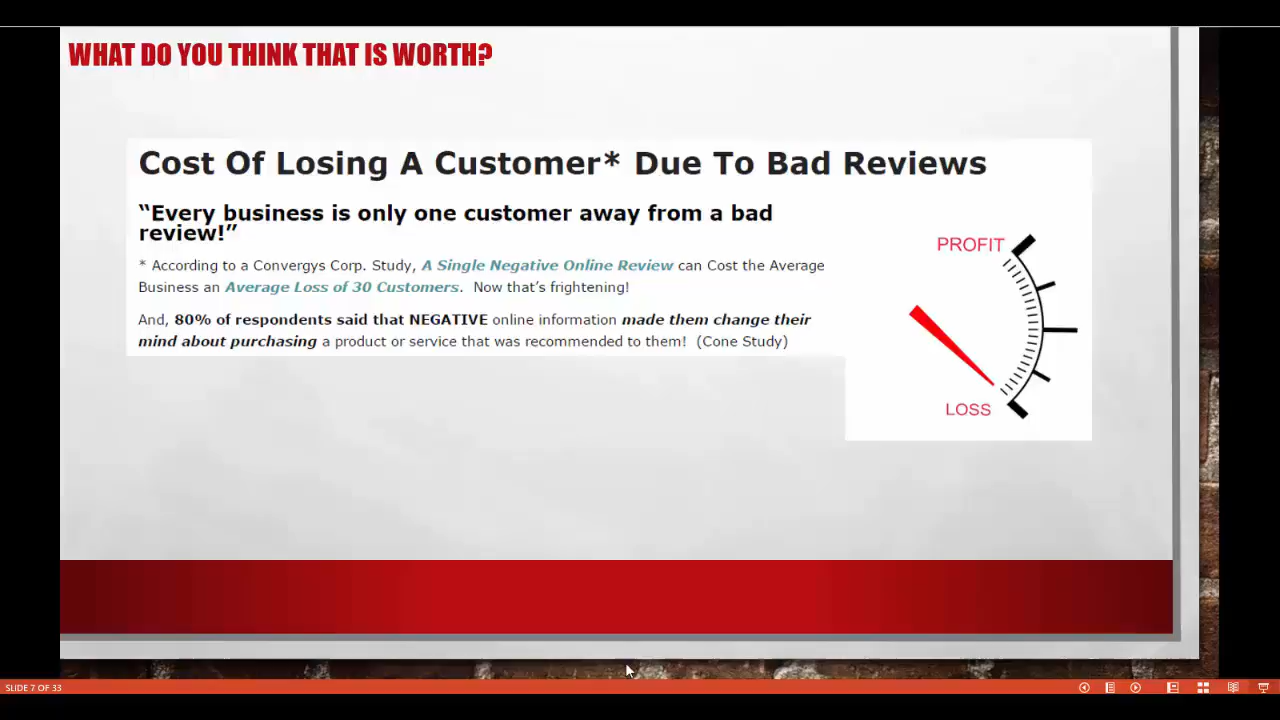 WHAT DO YOU THINK THAT IS WORTH?
Cost Of Losing A Customer* Due To Bad Reviews
“Every business is only one customer away from a bad
review!”
* According to a Convergys Corp. Study, A Single Negative Online Review can Cost the Average
Business an Average Loss of 30 Customers.  Now that’s frightening!
And, 80% of respondents said that NEGATIVE online information made them change their
mind about purchasing a product or service that was recommended to them!  (Cone Study)
PROFIT
LOSS
SLIDE 7 OF 33